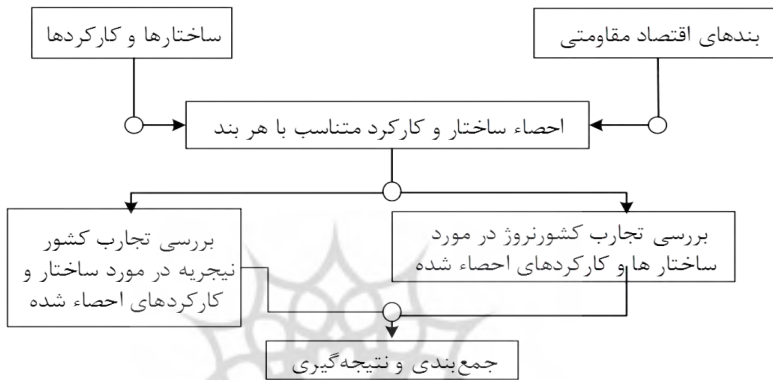 بندهای اقتصاد مقاومتی
ساختارها و کارکردها
احصاء ساختار و کارکرد متناسب با هر بند
بررسی تجارب کشورنروژ در مورد
ساختار ها و کارکردهای احصاء شده
بررسی تجارب کشور
نیجریه در مورد ساختار و
کارکردهای احصاء شده
جمع‌بندی و نتیجه‌گیری